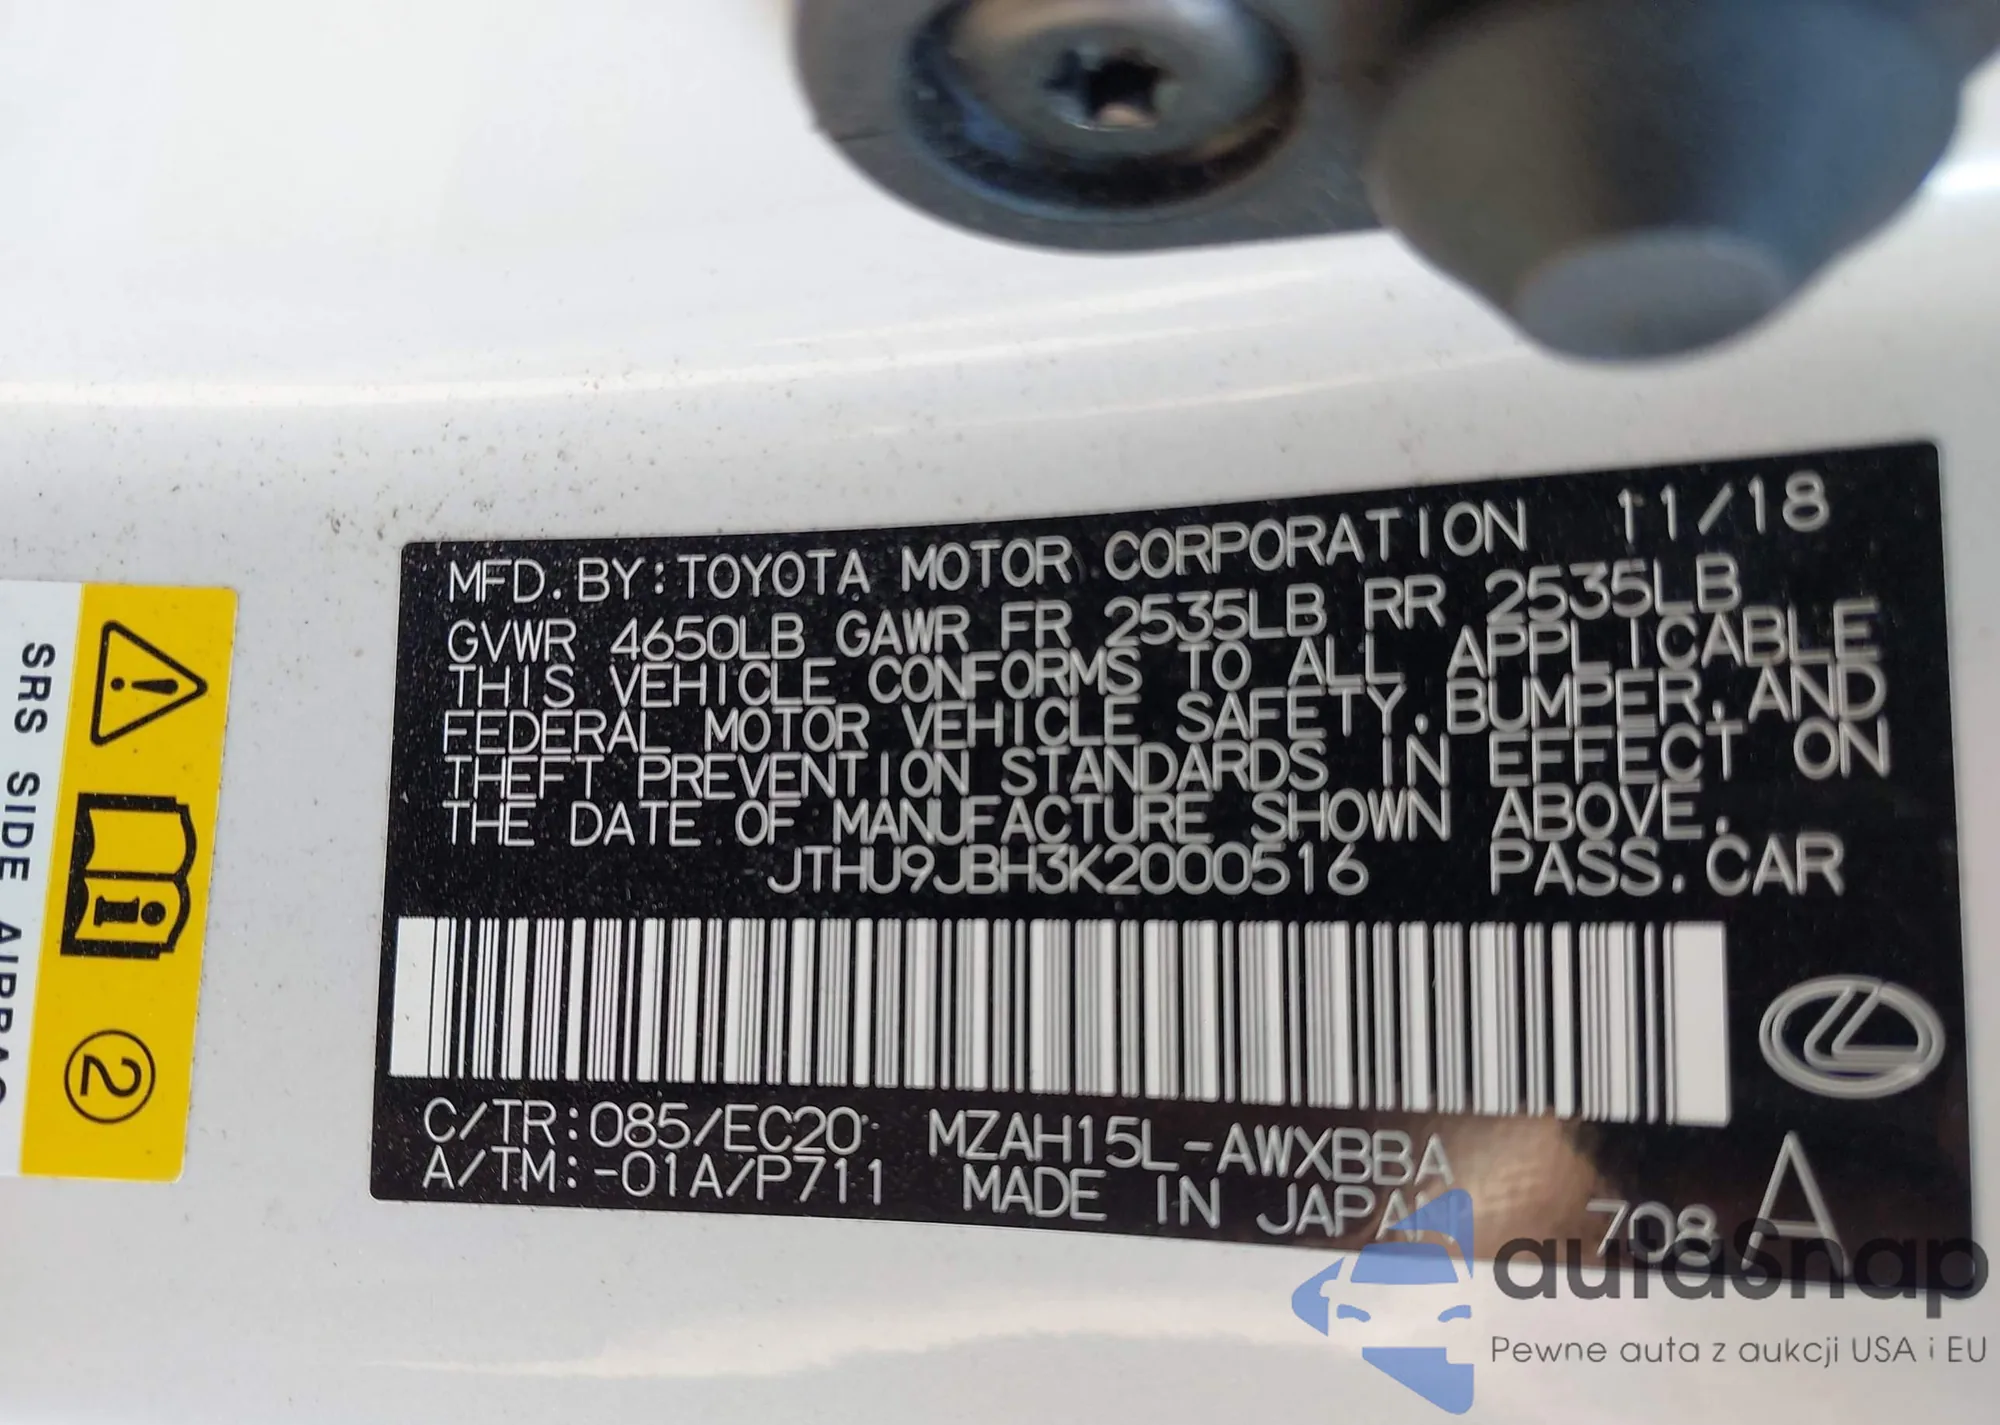 MFD. BY: TOYOTA MOTOR CORPORATION 11/18
GVWR 4650LB GAWR FR 2535LB RR 2535LB
THIS VEHICLE CONFORMS TO ALL APPLICABLE
FEDERAL MOTOR VEHICLE SAFETY, BUMPER, AND
THEFT PREVENTION STANDARDS IN EFFECT ON
THE DATE OF MANUFACTURE SHOWN ABOVE.
JTHU9JBH3K2000516 PASS. CAR
C/TR: 085/EC20 MZAH15L-AWXBBA
A/TM: -01A/P711 MADE IN JAPAN 708 A
SRS SIDE AIRBAG
2
autoSnap
Pewne auta z aukcji USA i EU